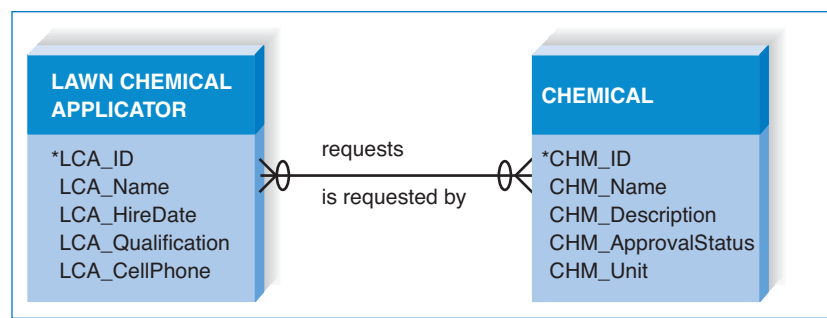 LAWN CHEMICAL
APPLICATOR
*LCA_ID
LCA_Name
LCA_HireDate
LCA_Qualification
LCA_CellPhone
requests
is requested by
CHEMICAL
*CHM_ID
CHM_Name
CHM_Description
CHM_ApprovalStatus
CHM_Unit